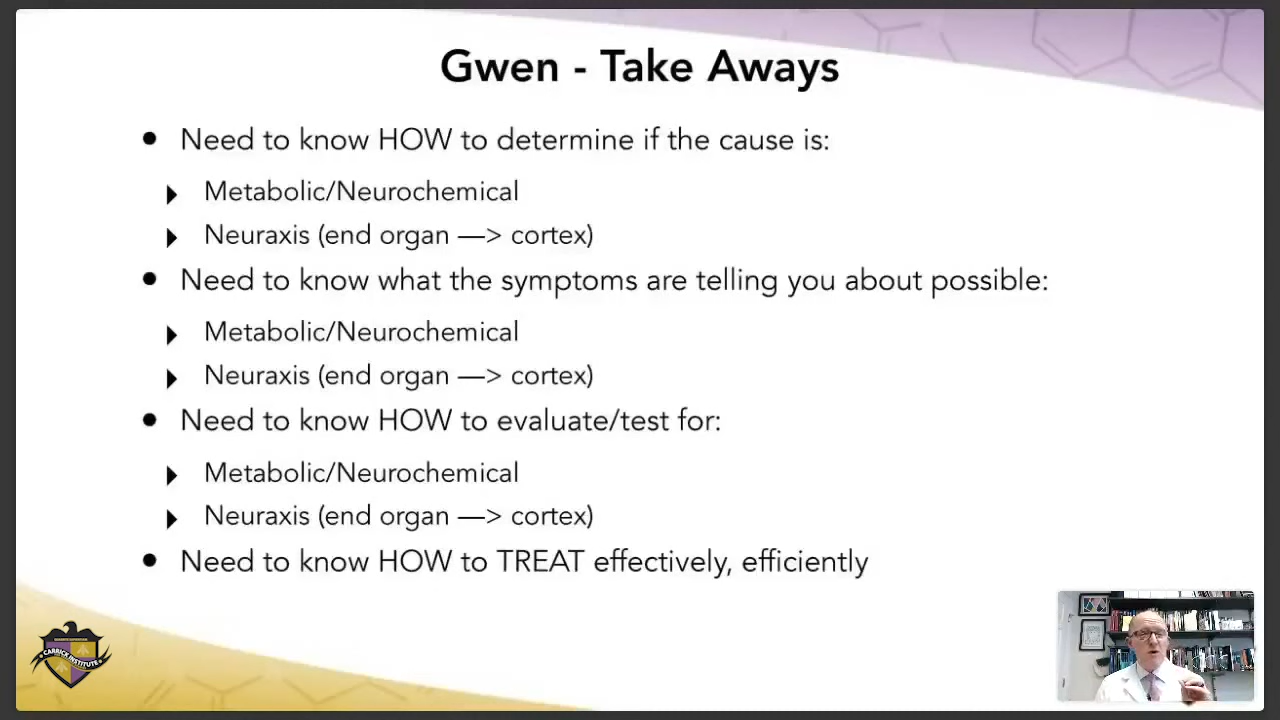 Gwen - Take Aways
• Need to know HOW to determine if the cause is:
Metabolic/Neurochemical
Neuraxis (end organ —> cortex)
• Need to know what the symptoms are telling you about possible:
Metabolic/Neurochemical
Neuraxis (end organ —> cortex)
• Need to know HOW to evaluate/test for:
Metabolic/Neurochemical
Neuraxis (end organ —> cortex)
• Need to know HOW to TREAT effectively, efficiently
CARRICK INSTITUTE